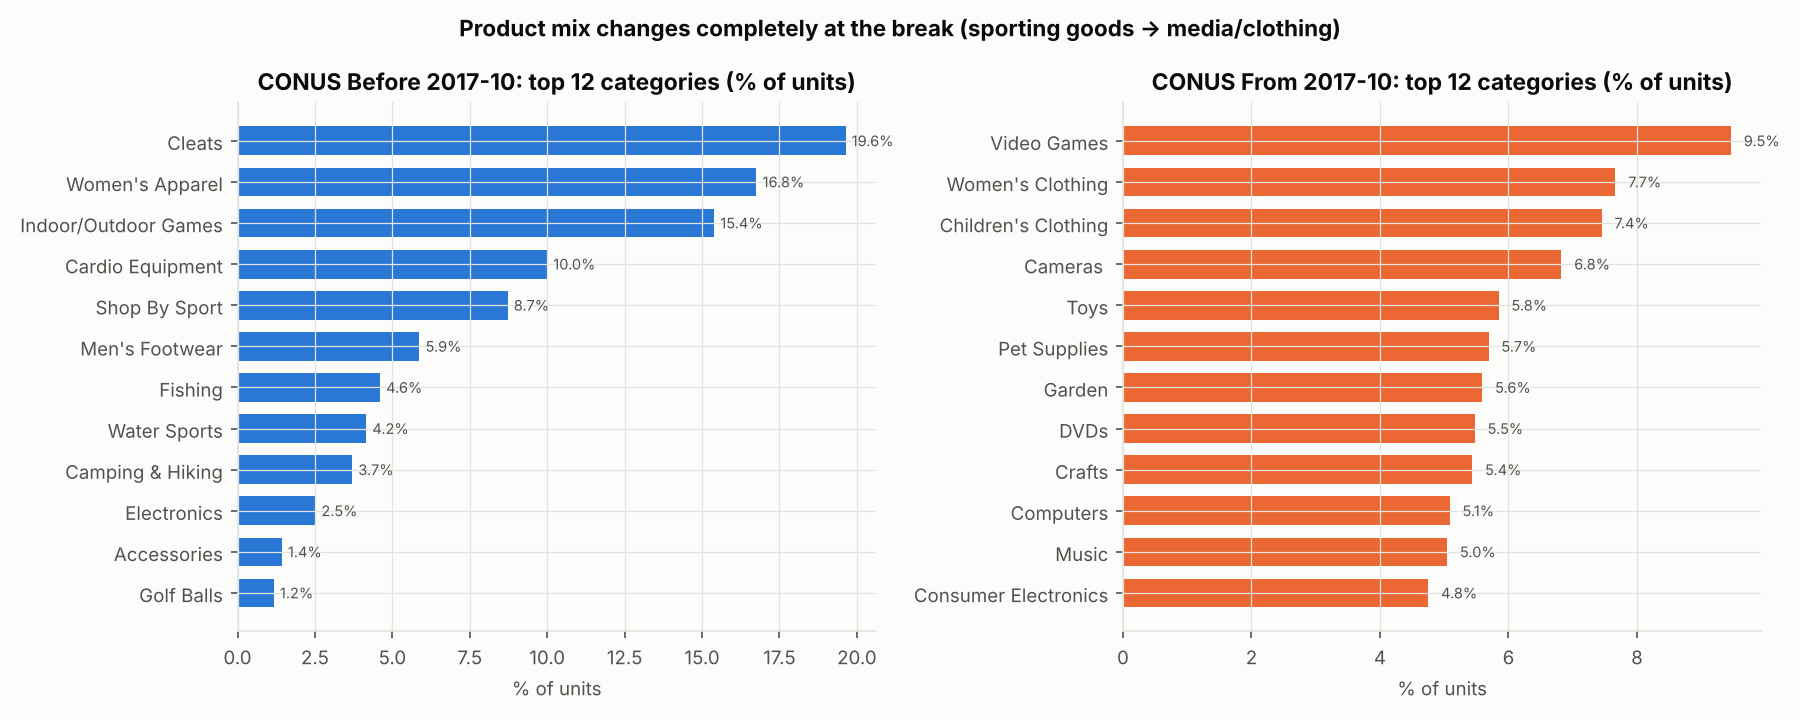 Product mix changes completely at the break (sporting goods → media/clothing)
CONUS Before 2017-10: top 12 categories (% of units)
Cleats 19.6%
Women's Apparel 16.8%
Indoor/Outdoor Games 15.4%
Cardio Equipment 10.0%
Shop By Sport 8.7%
Men's Footwear 5.9%
Fishing 4.6%
Water Sports 4.2%
Camping & Hiking 3.7%
Electronics 2.5%
Accessories 1.4%
Golf Balls 1.2%
0.0 2.5 5.0 7.5 10.0 12.5 15.0 17.5 20.0
% of units
CONUS From 2017-10: top 12 categories (% of units)
Video Games 9.5%
Women's Clothing 7.7%
Children's Clothing 7.4%
Cameras 6.8%
Toys 5.8%
Pet Supplies 5.7%
Garden 5.6%
DVDs 5.5%
Crafts 5.4%
Computers 5.1%
Music 5.0%
Consumer Electronics 4.8%
0 2 4 6 8
% of units